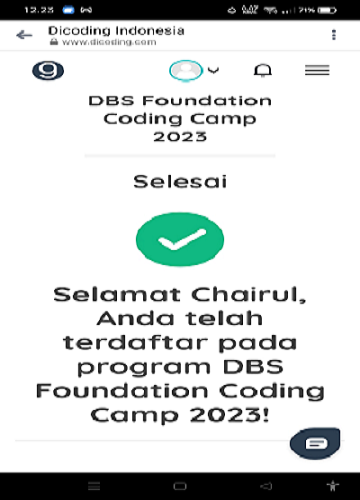 12.23
71%
Dicoding Indonesia
www.dicoding.com
DBS Foundation
Coding Camp
2023
Selesai
Selamat Chairul,
Anda telah
terdaftar pada
program DBS
Foundation Coding
Camp 2023!